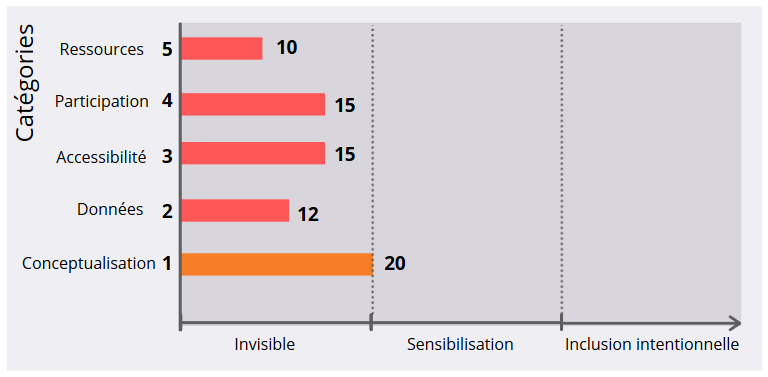 Catégories
Ressources 5 10
Participation 4 15
Accessibilité 3 15
Données 2 12
Conceptualisation 1 20
Invisible Sensibilisation Inclusion intentionnelle